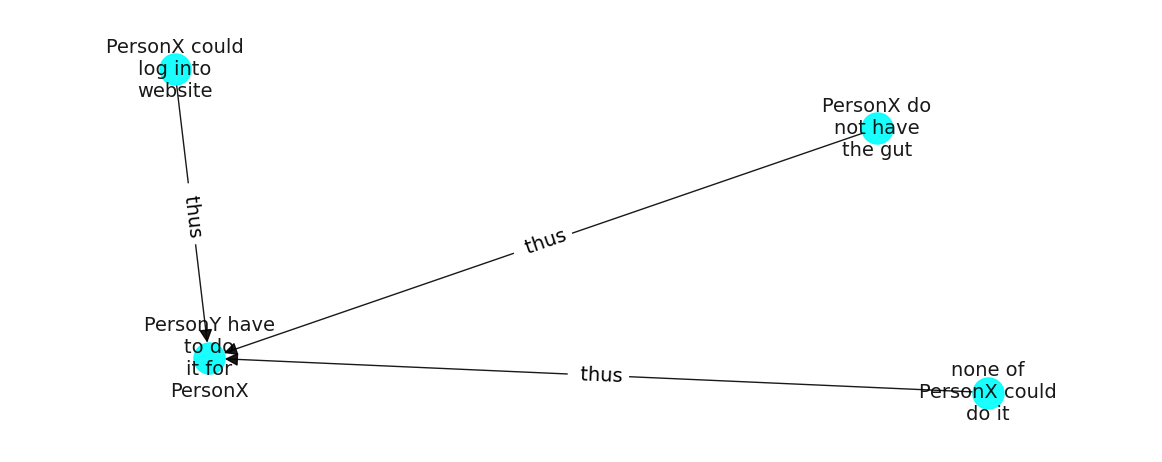 PersonX could
log into
website
PersonX do
not have
the gut
thus
thus
PersonY have
to do
it for
PersonX
thus
none of
PersonX could
do it